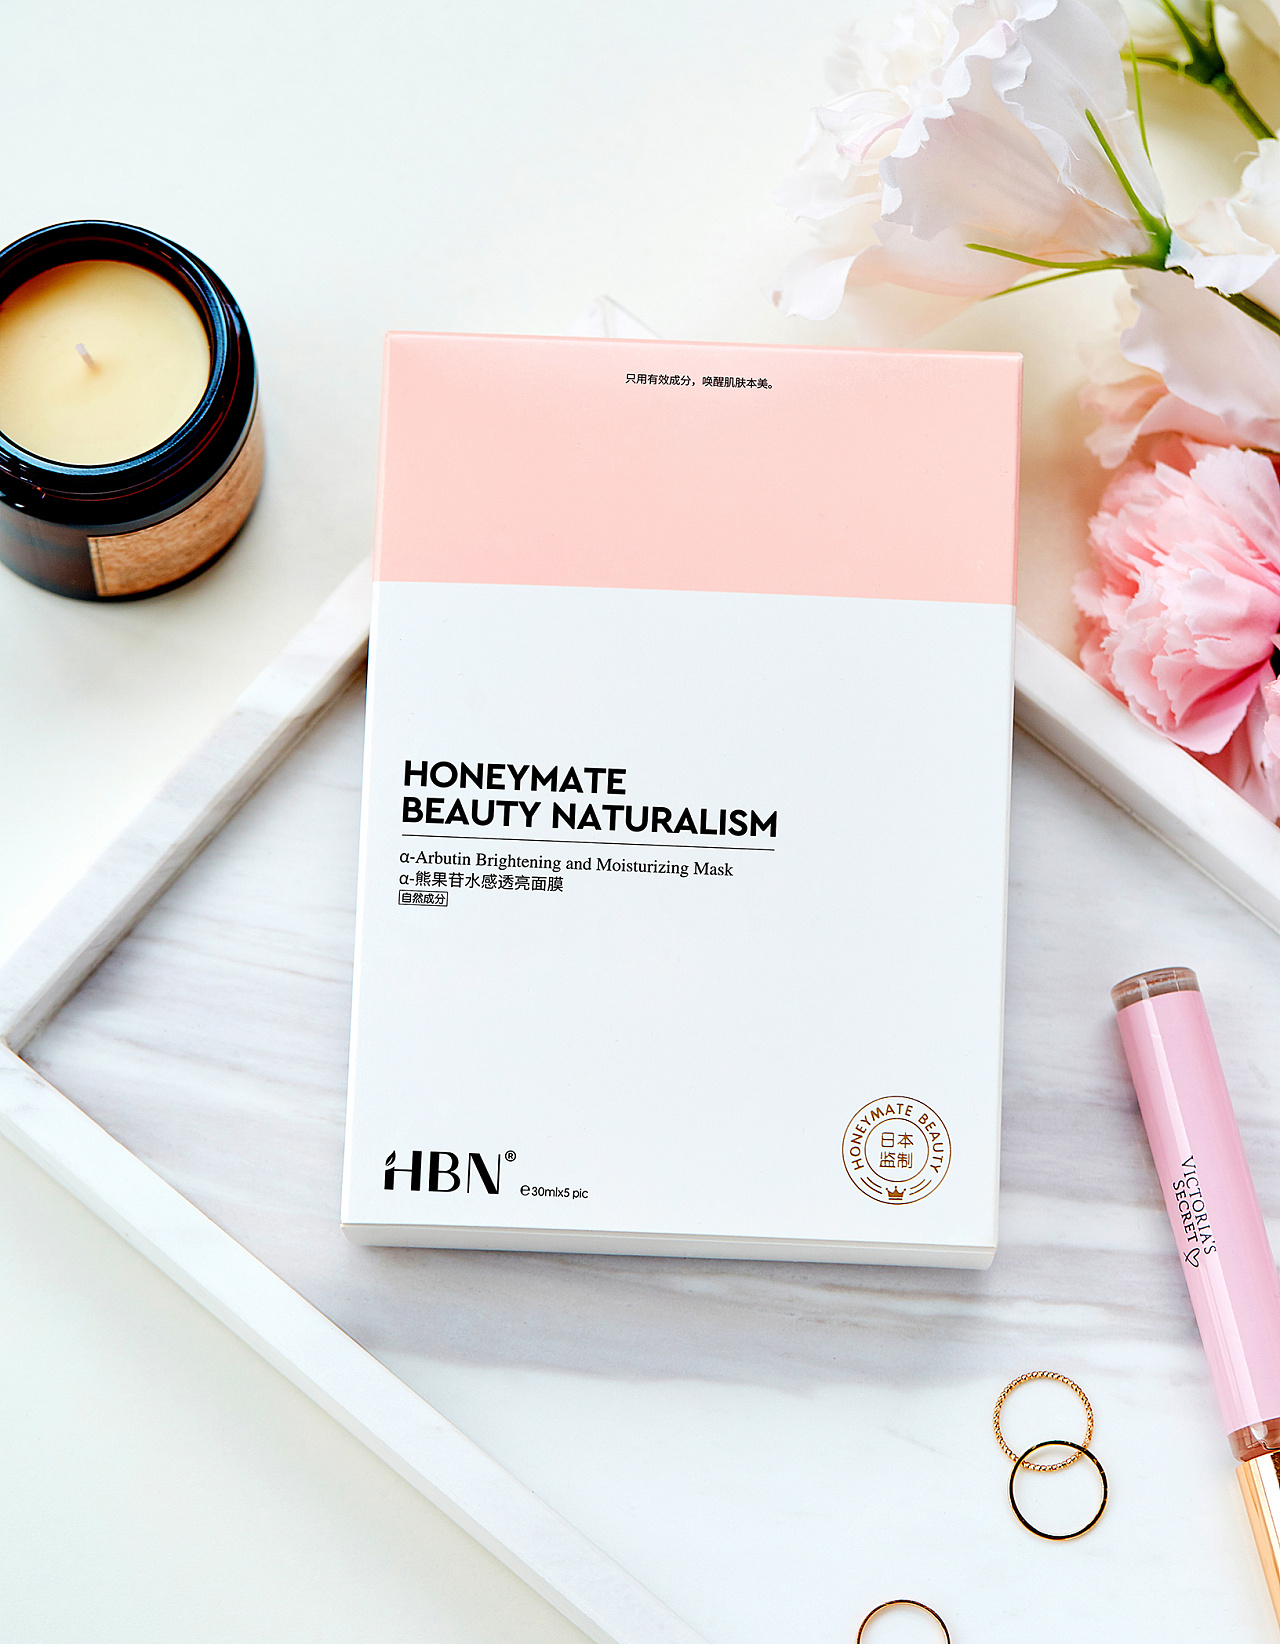 只用有效成分，唤醒肌肤本美。
HONEYMATE
BEAUTY NATURALISM
α-Arbutin Brightening and Moisturizing Mask
α-熊果苷水感透亮面膜
自然成分
HBN®
℮30mlx5 pic
HONEYMATE BEAUTY
日本
监制
VICTORIA'S
SECRET